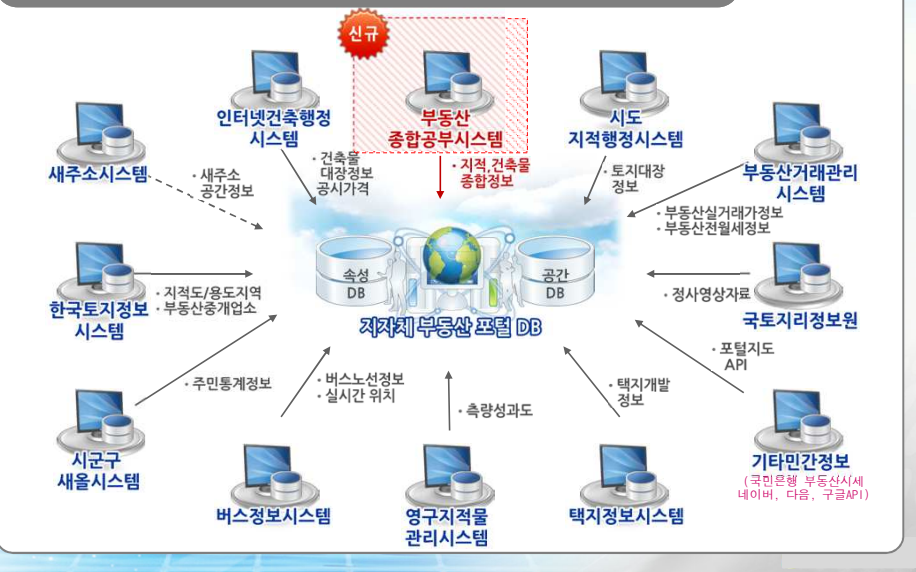 신규
인터넷건축행정
시스템
부동산
종합공부시스템
시도
지적행정시스템
새주소시스템
부동산거래관리
시스템
· 새주소
공간정보
· 건축물
대장정보
공시가격
· 지적,건축물
종합정보
· 토지대장
정보
· 부동산실거래가정보
· 부동산전월세정보
한국토지정보
시스템
· 지적도/용도지역
· 부동산중개업소
속성
DB
공간
DB
지자체 부동산 포털 DB
· 정사영상자료
국토지리정보원
· 주민통계정보
· 버스노선정보
· 실시간 위치
· 측량성과도
· 택지개발
정보
· 포털지도
API
시군구
새올시스템
버스정보시스템
영구지적물
관리시스템
택지정보시스템
기타민간정보
(국민은행 부동산시세
네이버, 다음, 구글API)